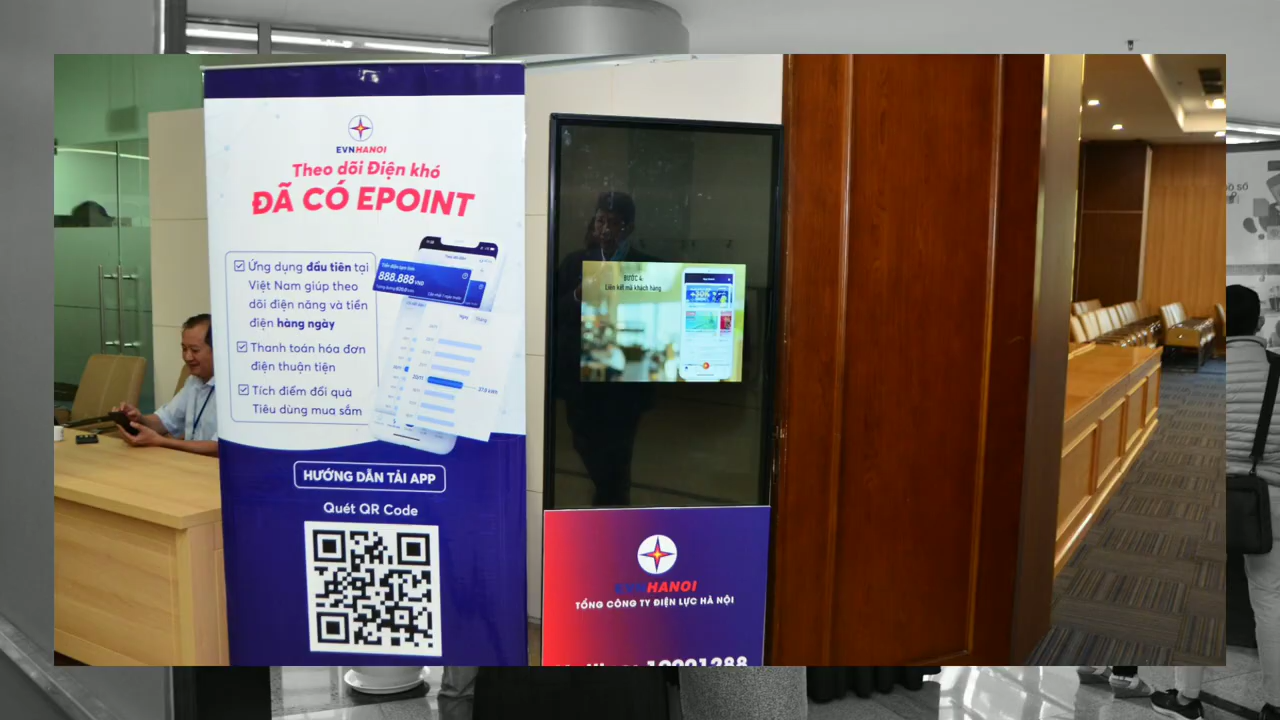 EVNHANOI
Theo dõi Điện khó
ĐÃ CÓ EPOINT
Ứng dụng đầu tiên tại
Việt Nam giúp theo
dõi điện năng và tiền
điện hàng ngày
Thanh toán hóa đơn
điện thuận tiện
Tích điểm đổi quà
Tiêu dùng mua sắm
888.888 VND
HƯỚNG DẪN TẢI APP
Quét QR Code
BƯỚC 4
Liên kết mã khách hàng
EVNHANOI
TỔNG CÔNG TY ĐIỆN LỰC HÀ NỘI